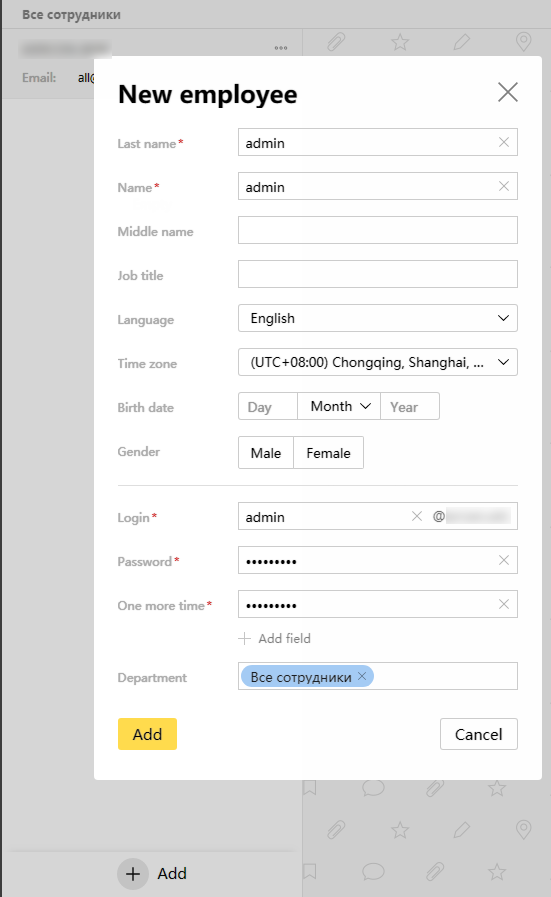 Все сотрудники
Email: all@
New employee
Last name* admin
Name* admin
Middle name
Job title
Language English
Time zone (UTC+08:00) Chongqing, Shanghai, ...
Birth date Day Month Year
Gender Male Female
Login* admin @
Password* •••••••••
One more time* •••••••••
Add field
Department Все сотрудники
Add Cancel
Add